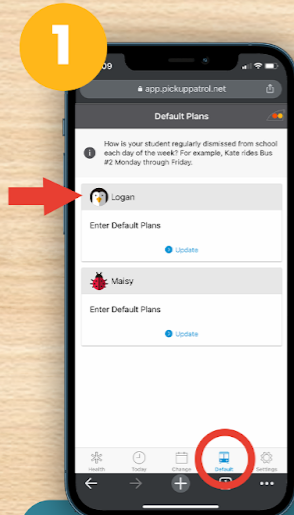 1
09
app.pickuppatrol.net
Default Plans
How is your student regularly dismissed from school
each day of the week? For example, Kate rides Bus
#2 Monday through Friday.
Logan
Enter Default Plans
Update
Maisy
Enter Default Plans
Update
Health Today Change Default Settings